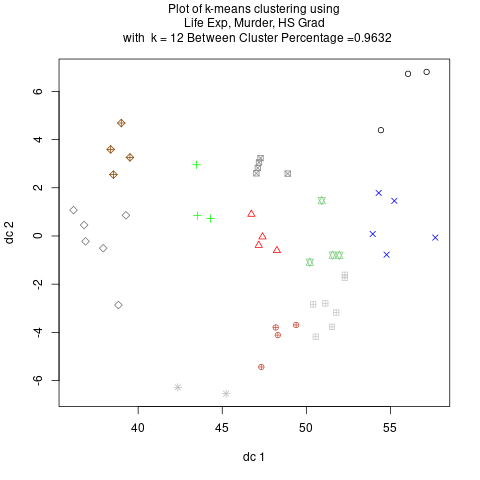 Plot of k-means clustering using
Life Exp, Murder, HS Grad
with k = 12 Between Cluster Percentage =0.9632
6
4
2
0
-2
-4
-6
dc 2
40
45
50
55
dc 1